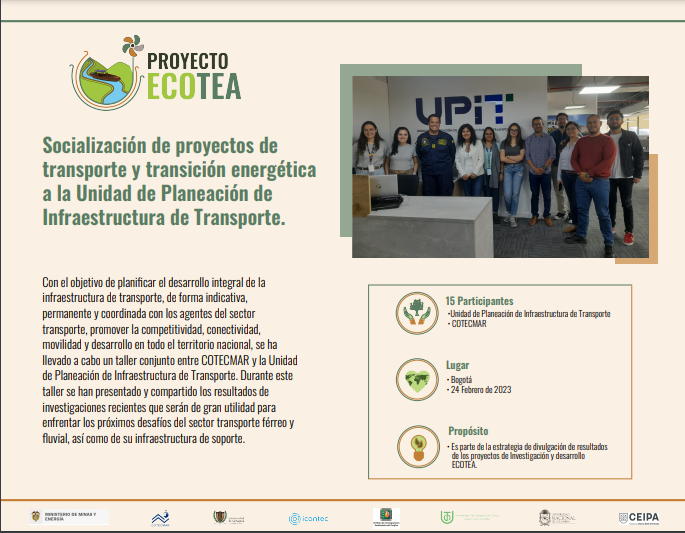 PROYECTO
ECOTEA
UPIT
Socialización de proyectos de
transporte y transición energética
a la Unidad de Planeación de
Infraestructura de Transporte.
Con el objetivo de planificar el desarrollo integral de la
infraestructura de transporte, de forma indicativa,
permanente y coordinada con los agentes del sector
transporte, promover la competitividad, conectividad,
movilidad y desarrollo en todo el territorio nacional, se ha
llevado a cabo un taller conjunto entre COTECMAR y la Unidad
de Planeación de Infraestructura de Transporte. Durante este
taller se han presentado y compartido los resultados de
investigaciones recientes que serán de gran utilidad para
enfrentar los próximos desafíos del sector transporte férreo y
fluvial, así como de su infraestructura de soporte.
15 Participantes
•Unidad de Planeación de Infraestructura de Transporte
• COTECMAR
Lugar
• Bogotá
• 24 Febrero de 2023
Propósito
• Es parte de la estrategia de divulgación de resultados
de los proyectos de Investigación y desarrollo
ECOTEA.
MINISTERIO DE MINAS Y
ENERGÍA
COTECMAR
icontec
UNIVERSIDAD
NACIONAL
DE COLOMBIA
CEIPA